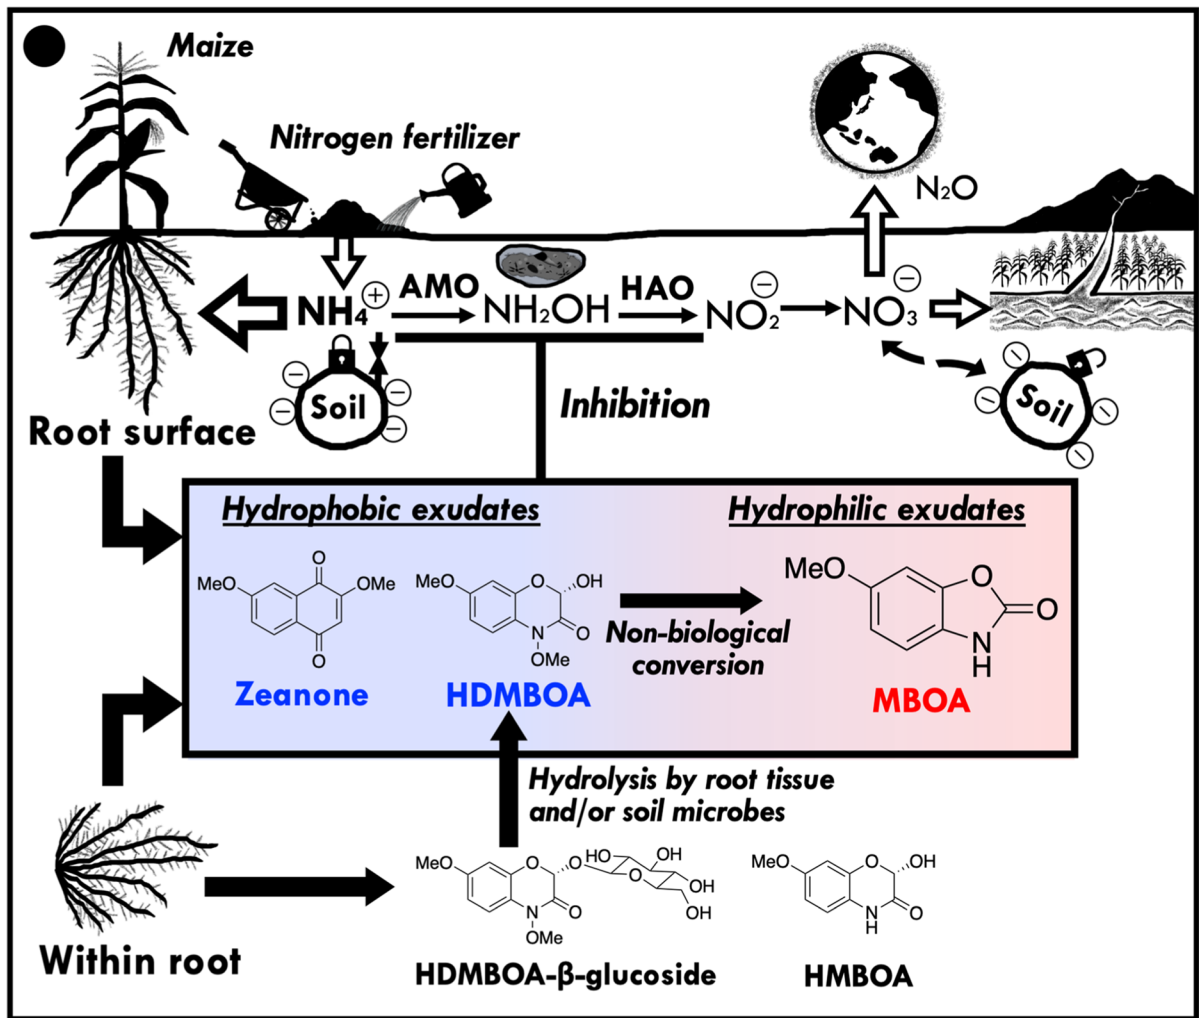 Maize
Nitrogen fertilizer
N₂O
NH₄⁺ AMO NH₂OH HAO NO₂⁻ NO₃⁻
Soil
Soil
Inhibition
Root surface
Hydrophobic exudates
Hydrophilic exudates
MeO O OMe O
MeO O OH N O OMe
MeO O O N H
Non-biological
conversion
Zeanone
HDMBOA
MBOA
Hydrolysis by root tissue
and/or soil microbes
MeO O O N O OMe HO OH O OH OH
MeO O OH N H O
Within root
HDMBOA-β-glucoside
HMBOA